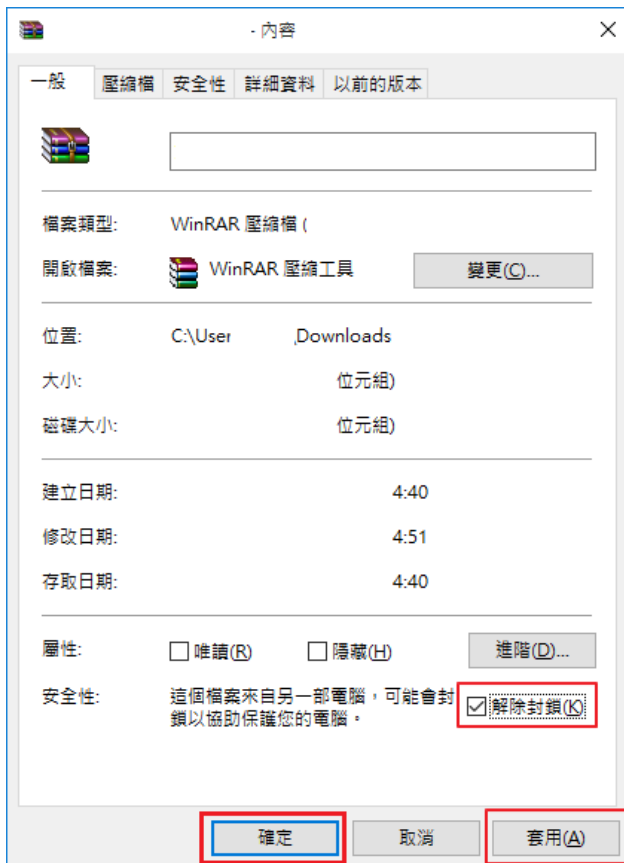 - 內容
一般 壓縮檔 安全性 詳細資料 以前的版本
檔案類型: WinRAR 壓縮檔 (
開啟檔案: WinRAR 壓縮工具 變更(C)...
位置: C:\User Downloads
大小: 位元組)
磁碟大小: 位元組)
建立日期: 4:40
修改日期: 4:51
存取日期: 4:40
屬性: 唯讀(R) 隱藏(H) 進階(D)...
安全性: 這個檔案來自另一部電腦，可能會封 解除封鎖(K)
鎖以協助保護您的電腦。
確定 取消 套用(A)